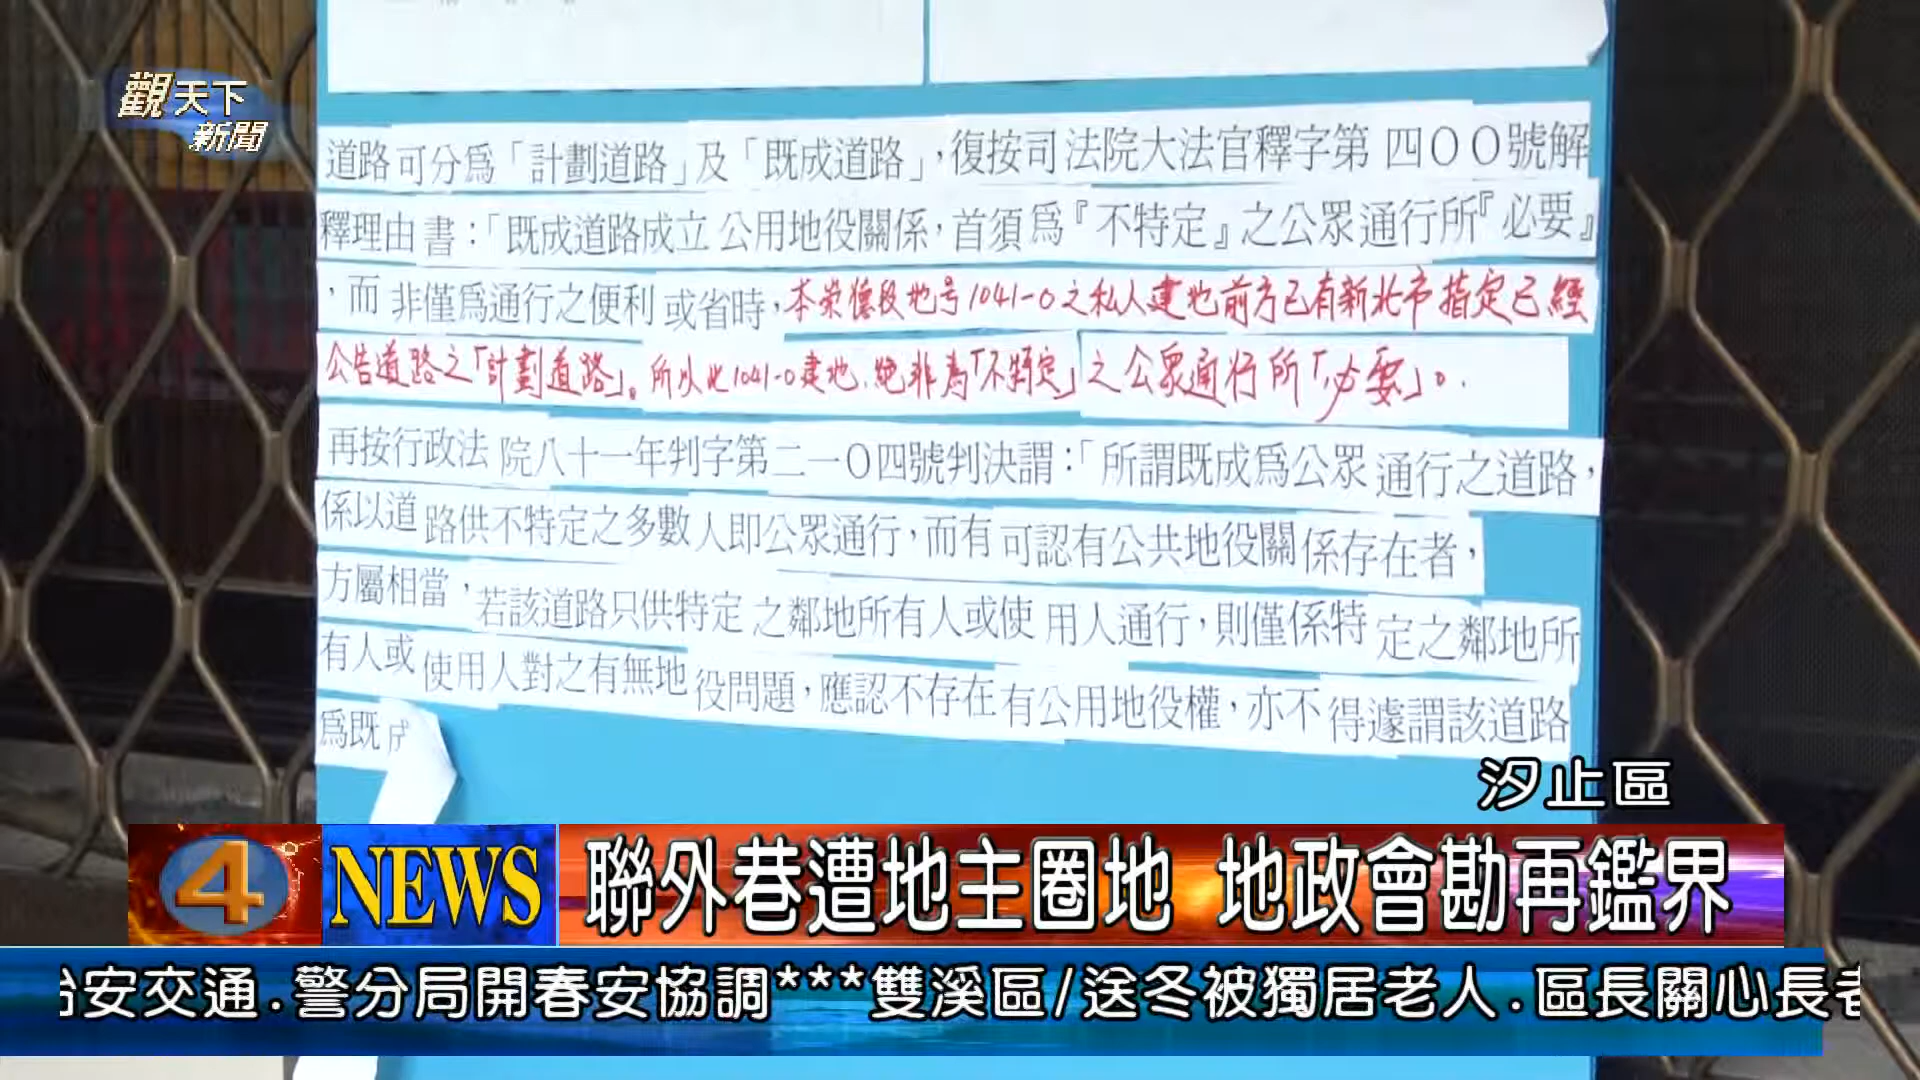 觀天下
新聞
道路可分為「計劃道路」及「既成道路」，復按司法院大法官釋字第四００號解
釋理由書：「既成道路成立公用地役關係，首須為『不特定』之公眾通行所『必要』
，而非僅為通行之便利或省時，本榮德段地号1041-0之私人建地前方已有新北市指定已經
公告道路之「計劃道路」。所以此1041-0建地，絕非為「不特定」之公眾通行所「必要」。
再按行政法院八十一年判字第二一０四號判決謂：「所謂既成為公眾通行之道路，
係以道路供不特定之多數人即公眾通行，而有可認有公共地役關係存在者，
方屬相當，若該道路只供特定之鄰地所有人或使用人通行，則僅係特定之鄰地所
有人或使用人對之有無地役問題，應認不存在有公用地役權，亦不得遽謂該道路
為既
汐止區
4 NEWS 聯外巷遭地主圈地 地政會勘再鑑界
安交通.警分局開春安協調***雙溪區/送冬被獨居老人.區長關心長